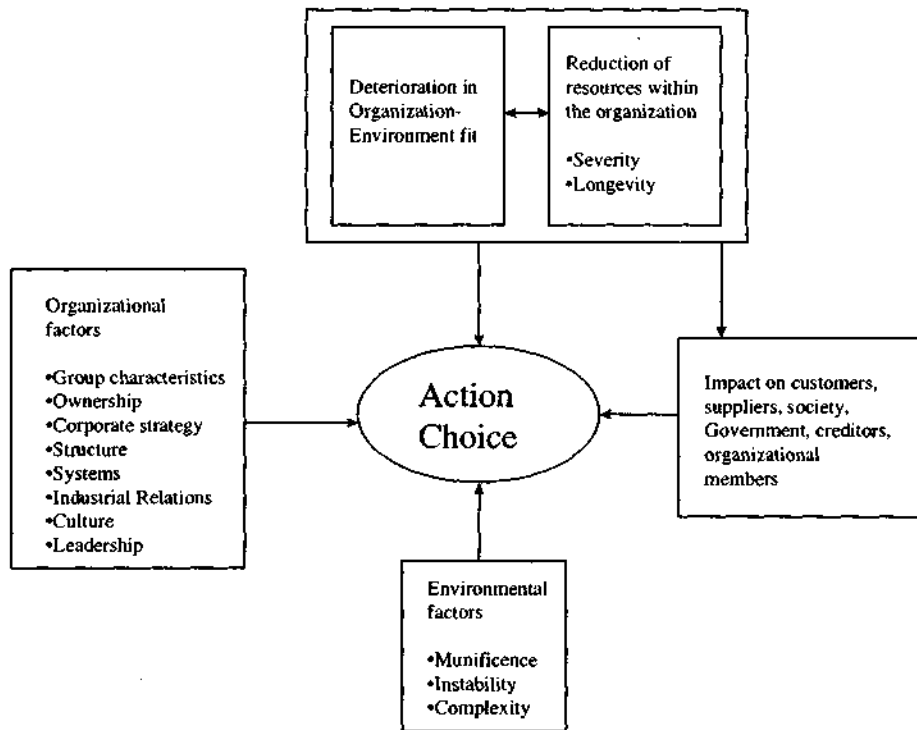 Deterioration in
Organization-
Environment fit
Reduction of
resources within
the organization
•Severity
•Longevity
Organizational
factors
•Group characteristics
•Ownership
•Corporate strategy
•Structure
•Systems
•Industrial Relations
•Culture
•Leadership
Action
Choice
Impact on customers,
suppliers, society,
Government, creditors,
organizational
members
Environmental
factors
•Munificence
•Instability
•Complexity